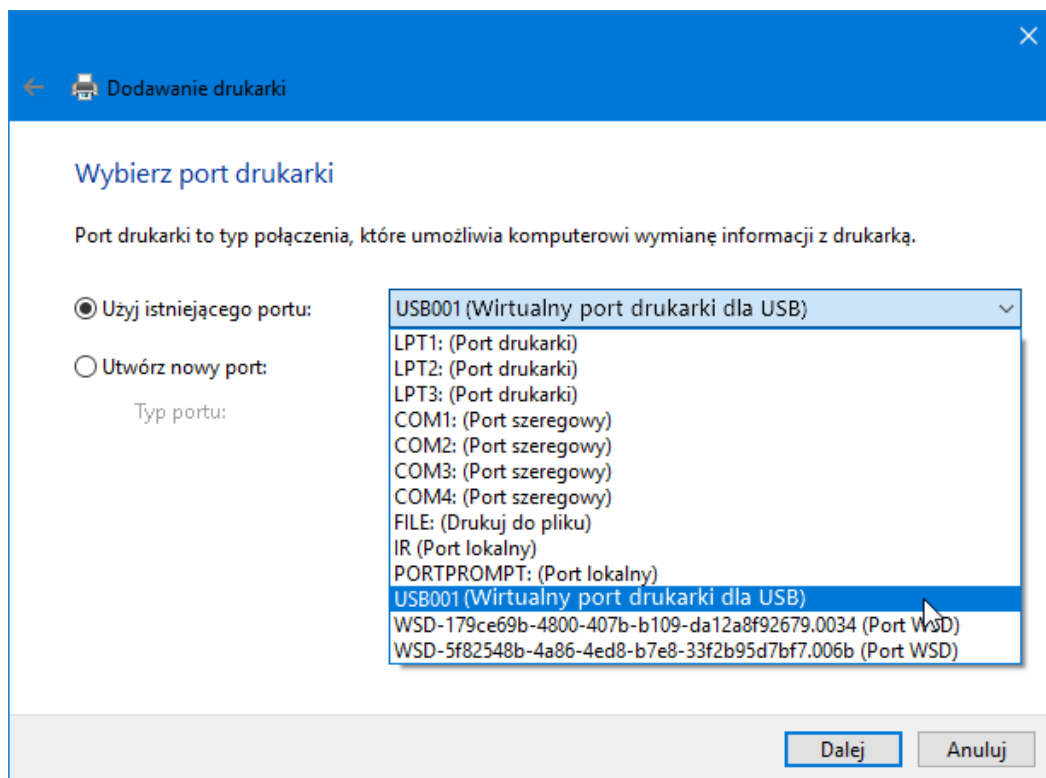 Dodawanie drukarki
Wybierz port drukarki
Port drukarki to typ połączenia, które umożliwia komputerowi wymianę informacji z drukarką.
Użyj istniejącego portu: USB001 (Wirtualny port drukarki dla USB)
LPT1: (Port drukarki)
Utwórz nowy port: LPT2: (Port drukarki)
LPT3: (Port drukarki)
Typ portu: COM1: (Port szeregowy)
COM2: (Port szeregowy)
COM3: (Port szeregowy)
COM4: (Port szeregowy)
FILE: (Drukuj do pliku)
IR (Port lokalny)
PORTPROMPT: (Port lokalny)
USB001 (Wirtualny port drukarki dla USB)
WSD-179ce69b-4800-407b-b109-da12a8f92679.0034 (Port WSD)
WSD-5f82548b-4a86-4ed8-b7e8-33f2b95d7bf7.006b (Port WSD)
Dalej Anuluj